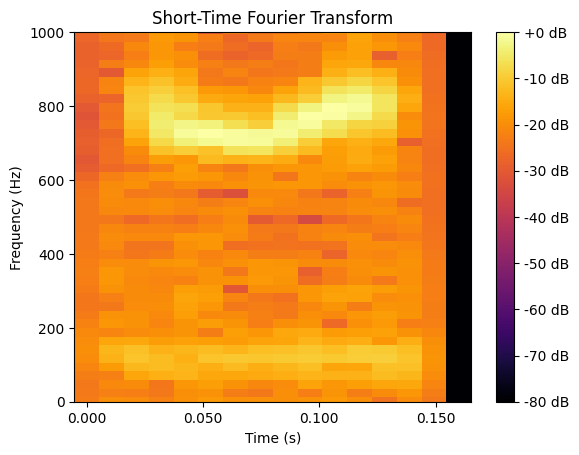 Short-Time Fourier Transform
1000
800
600
400
200
0
Frequency (Hz)
0.000
0.050
0.100
0.150
Time (s)
+0 dB
-10 dB
-20 dB
-30 dB
-40 dB
-50 dB
-60 dB
-70 dB
-80 dB